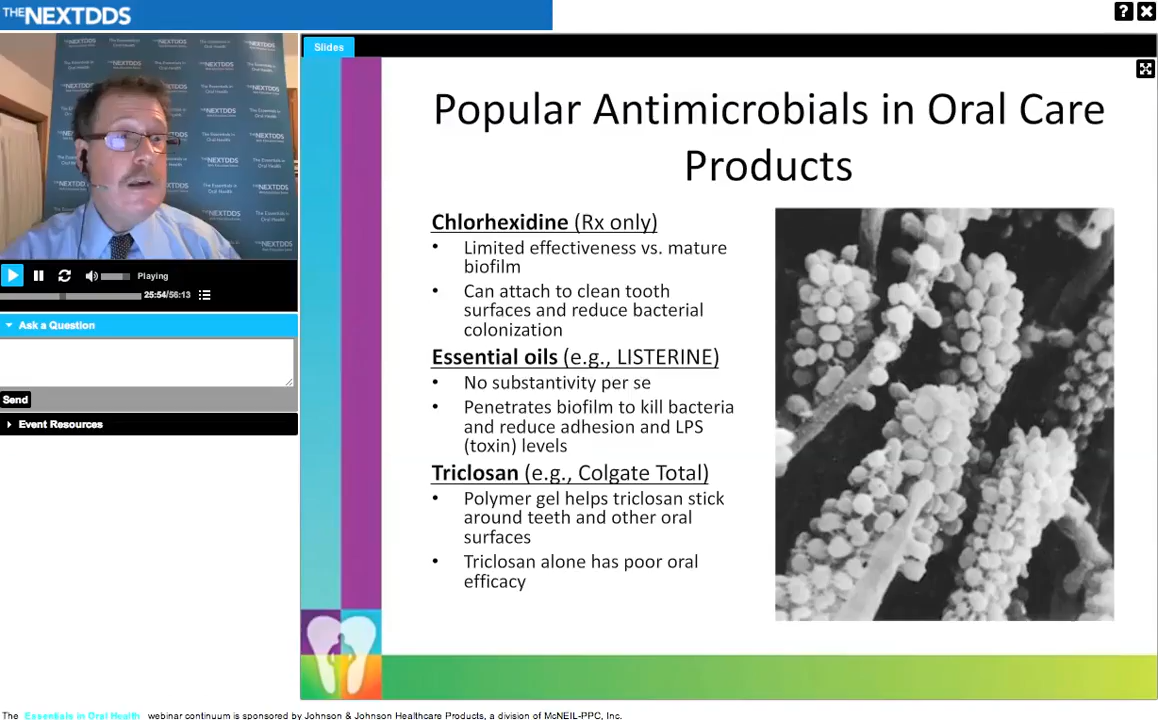 THENEXTDDS
? 
Slides
Popular Antimicrobials in Oral Care
Products
Chlorhexidine (Rx only)
• Limited effectiveness vs. mature
biofilm
• Can attach to clean tooth
surfaces and reduce bacterial
colonization
Essential oils (e.g., LISTERINE)
• No substantivity per se
• Penetrates biofilm to kill bacteria
and reduce adhesion and LPS
(toxin) levels
Triclosan (e.g., Colgate Total)
• Polymer gel helps triclosan stick
around teeth and other oral
surfaces
• Triclosan alone has poor oral
efficacy
Playing
25:54/56:13
Ask a Question
Send
Event Resources
The Essentials in Oral Health webinar continuum is sponsored by Johnson & Johnson Healthcare Products, a division of McNEIL-PPC, Inc.